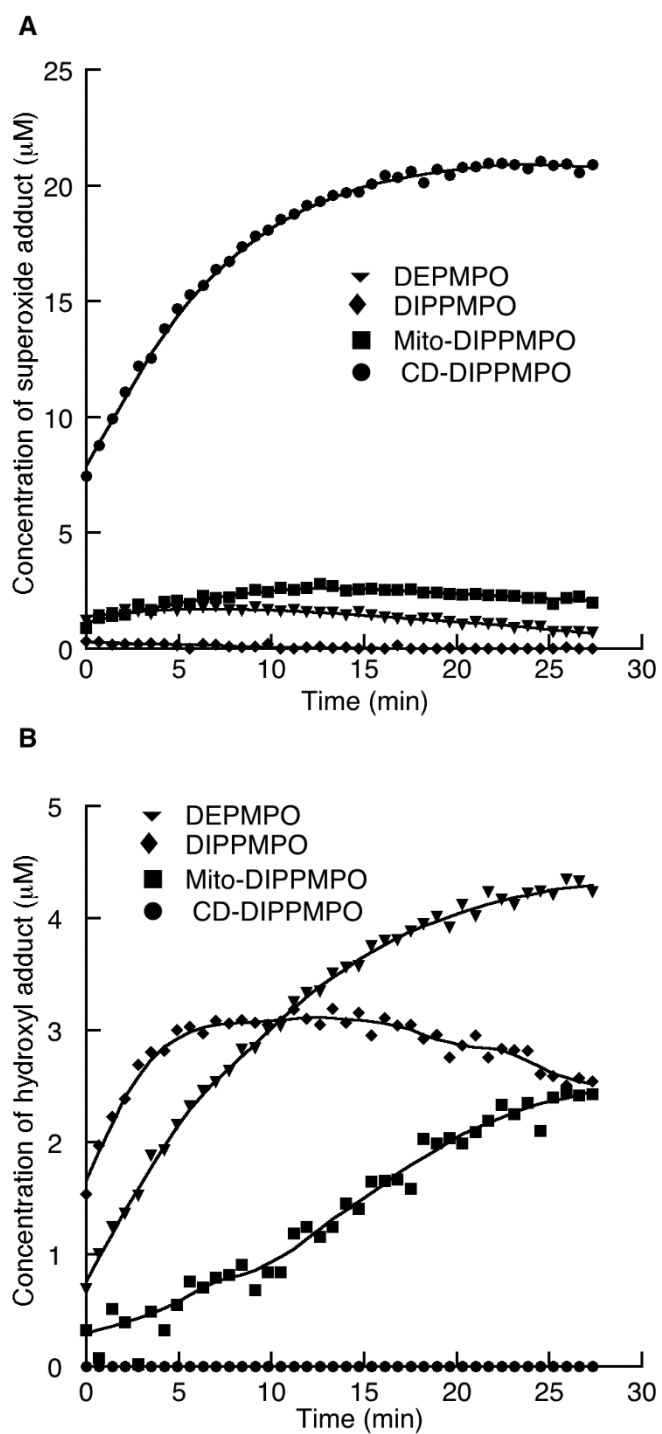 A
Concentration of superoxide adduct (μM)
25
20
15
10
5
0
DEPMPO
DIPPMPO
Mito-DIPPMPO
CD-DIPPMPO
0 5 10 15 20 25 30
Time (min)
B
Concentration of hydroxyl adduct (μM)
5
4
3
2
1
0
DEPMPO
DIPPMPO
Mito-DIPPMPO
CD-DIPPMPO
0 5 10 15 20 25 30
Time (min)